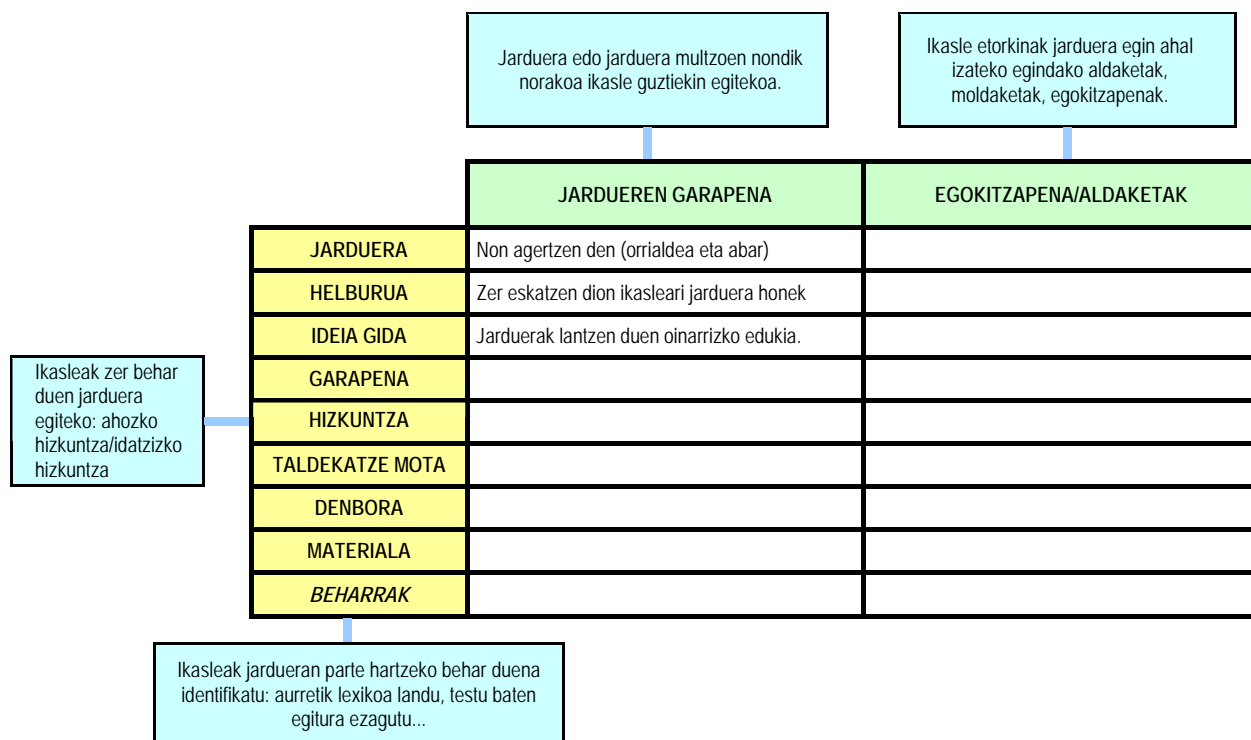 Jarduera edo jarduera multzoen nondik
norakoa ikasle guztiekin egitekoa.
Ikasle etorkinak jarduera egin ahal
izateko egindako aldaketak,
moldaketak, egokitzapenak.
JARDUEREN GARAPENA
EGOKITZAPENA/ALDAKETAK
JARDUERA
Non agertzen den (orrialdea eta abar)
HELBURUA
Zer eskatzen dion ikasleari jarduera honek
IDEIA GIDA
Jarduerak lantzen duen oinarrizko edukia.
Ikasleak zer behar
duen jarduera
egiteko: ahozko
hizkuntza/idatzizko
hizkuntza
GARAPENA
HIZKUNTZA
TALDEKATZE MOTA
DENBORA
MATERIALA
BEHARRAK
Ikasleak jardueran parte hartzeko behar duena
identifikatu: aurretik lexikoa landu, testu baten
egitura ezagutu...